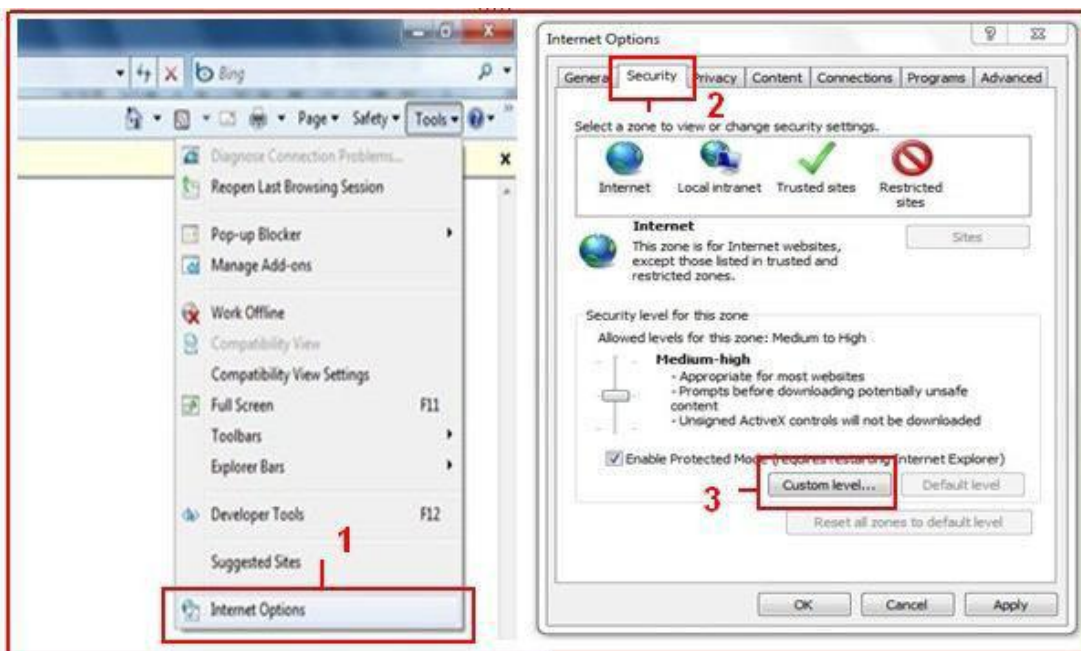 Bing
Page Safety Tools
Diagnose Connection Problems...
Reopen Last Browsing Session
Pop-up Blocker
Manage Add-ons
Work Offline
Compatibility View
Compatibility View Settings
Full Screen F11
Toolbars
Explorer Bars
Developer Tools F12
1
Suggested Sites
Internet Options
Internet Options
General Security Privacy Content Connections Programs Advanced
2
Select a zone to view or change security settings.
Internet Local intranet Trusted sites Restricted
sites
Internet
Sites
This zone is for Internet websites,
except those listed in trusted and
restricted zones.
Security level for this zone
Allowed levels for this zone: Medium to High
Medium-high
- Appropriate for most websites
- Prompts before downloading potentially unsafe
content
- Unsigned ActiveX controls will not be downloaded
Enable Protected Mode (requires restarting Internet Explorer)
3
Custom level... Default level
Reset all zones to default level
OK Cancel Apply